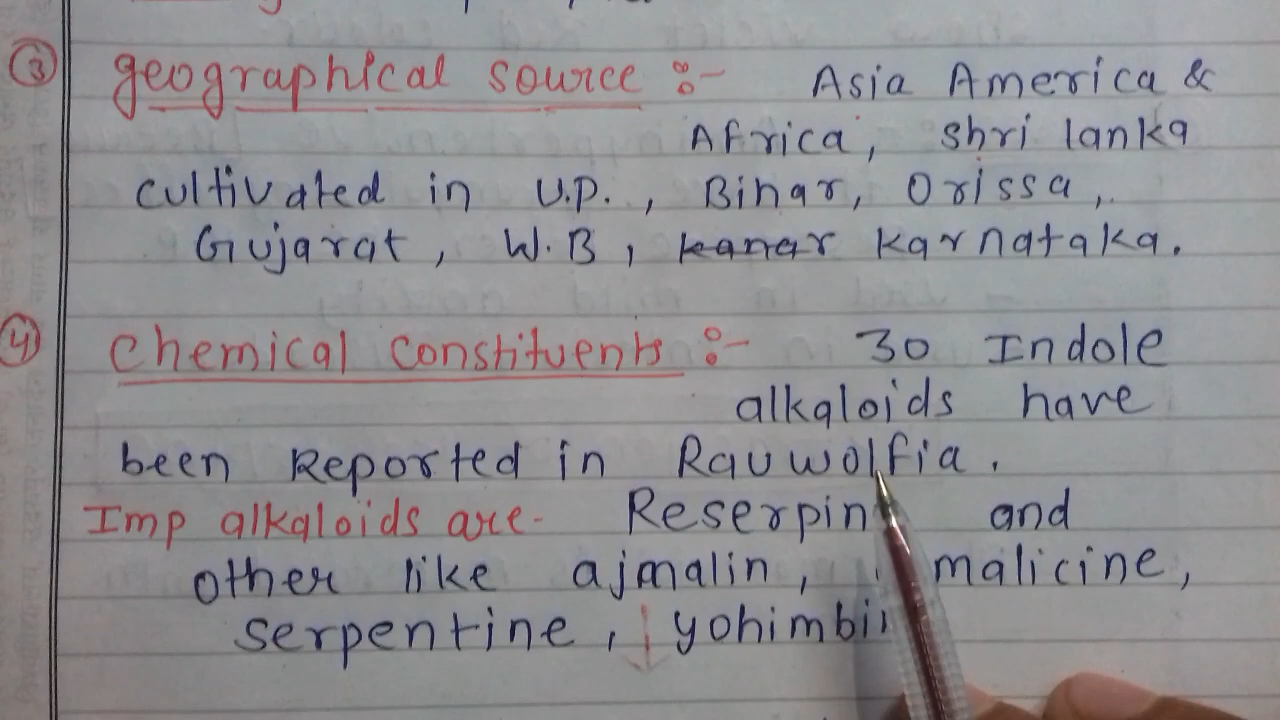 ③ geographical source :- Asia America &
Africa, shri lanka
cultivated in U.P., Bihar, Orissa,
Gujarat, W.B, kanar karnataka.
④ chemical constituents :- 30 Indole
alkaloids have
been Reported in Rauwolfia.
Imp alkaloids are- Reserpin and
other like ajmalin, malicine,
serpentine, yohimbi